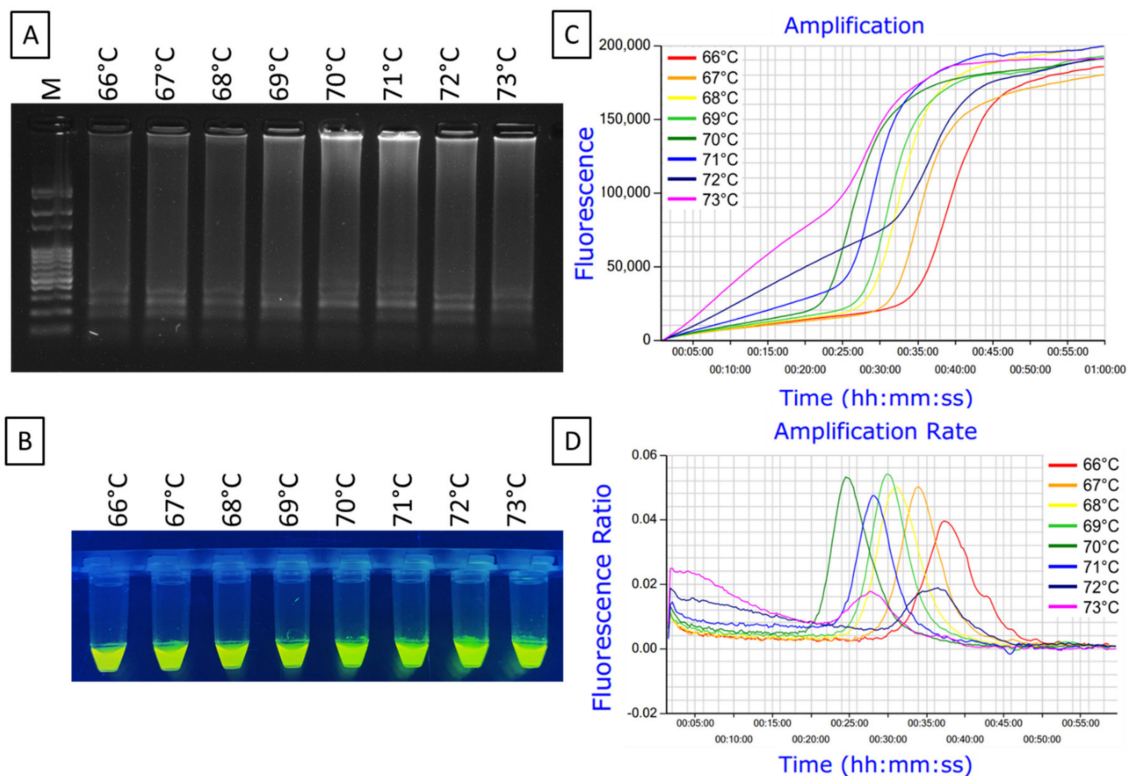 A
M
66°C
67°C
68°C
69°C
70°C
71°C
72°C
73°C
B
66°C
67°C
68°C
69°C
70°C
71°C
72°C
73°C
C
Amplification
Fluorescence
200,000
150,000
100,000
50,000
0
66°C
67°C
68°C
69°C
70°C
71°C
72°C
73°C
00:05:00 00:15:00 00:25:00 00:35:00 00:45:00 00:55:00
00:10:00 00:20:00 00:30:00 00:40:00 00:50:00 01:00:00
Time (hh:mm:ss)
D
Amplification Rate
Fluorescence Ratio
0.06
0.04
0.02
0.00
-0.02
66°C
67°C
68°C
69°C
70°C
71°C
72°C
73°C
00:05:00 00:15:00 00:25:00 00:35:00 00:45:00 00:55:00
00:10:00 00:20:00 00:30:00 00:40:00 00:50:00
Time (hh:mm:ss)